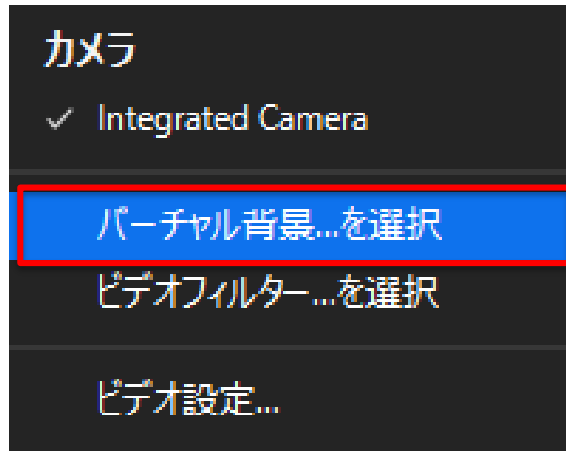 カメラ
✓ Integrated Camera
バーチャル背景...を選択
ビデオフィルター...を選択
ビデオ設定...